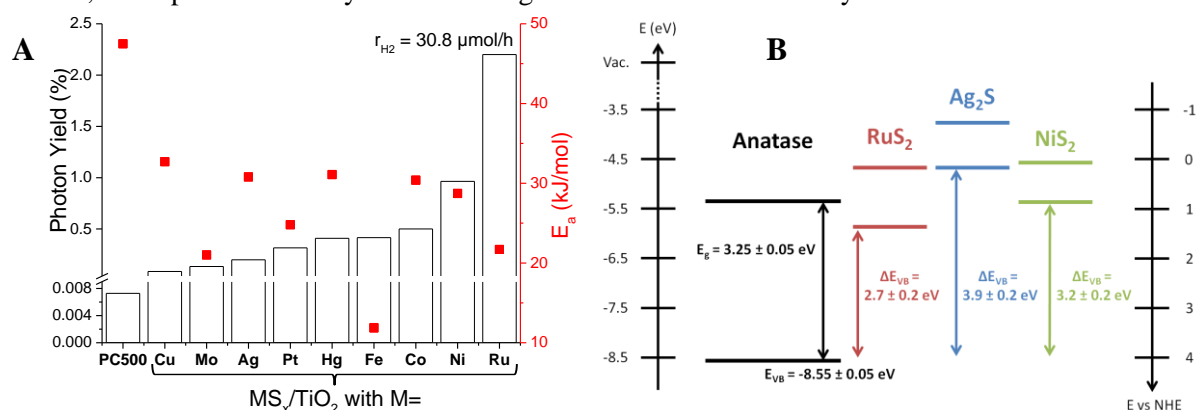 A
r_H2 = 30.8 µmol/h
Photon Yield (%)
2.5
2.0
1.5
1.0
0.5
0.008
0.004
0.000
50
40
30
20
10
E_a (kJ/mol)
PC500 Cu Mo Ag Pt Hg Fe Co Ni Ru
MS_x/TiO_2 with M=
B
E (eV)
Vac.
-3.5
-4.5
-5.5
-6.5
-7.5
-8.5
Anatase
RuS_2
Ag_2S
NiS_2
E_g = 3.25 ± 0.05 eV
ΔE_VB =
2.7 ± 0.2 eV
ΔE_VB =
3.9 ± 0.2 eV
ΔE_VB =
3.2 ± 0.2 eV
E_VB = -8.55 ± 0.05 eV
-1
0
1
2
3
4
E vs NHE